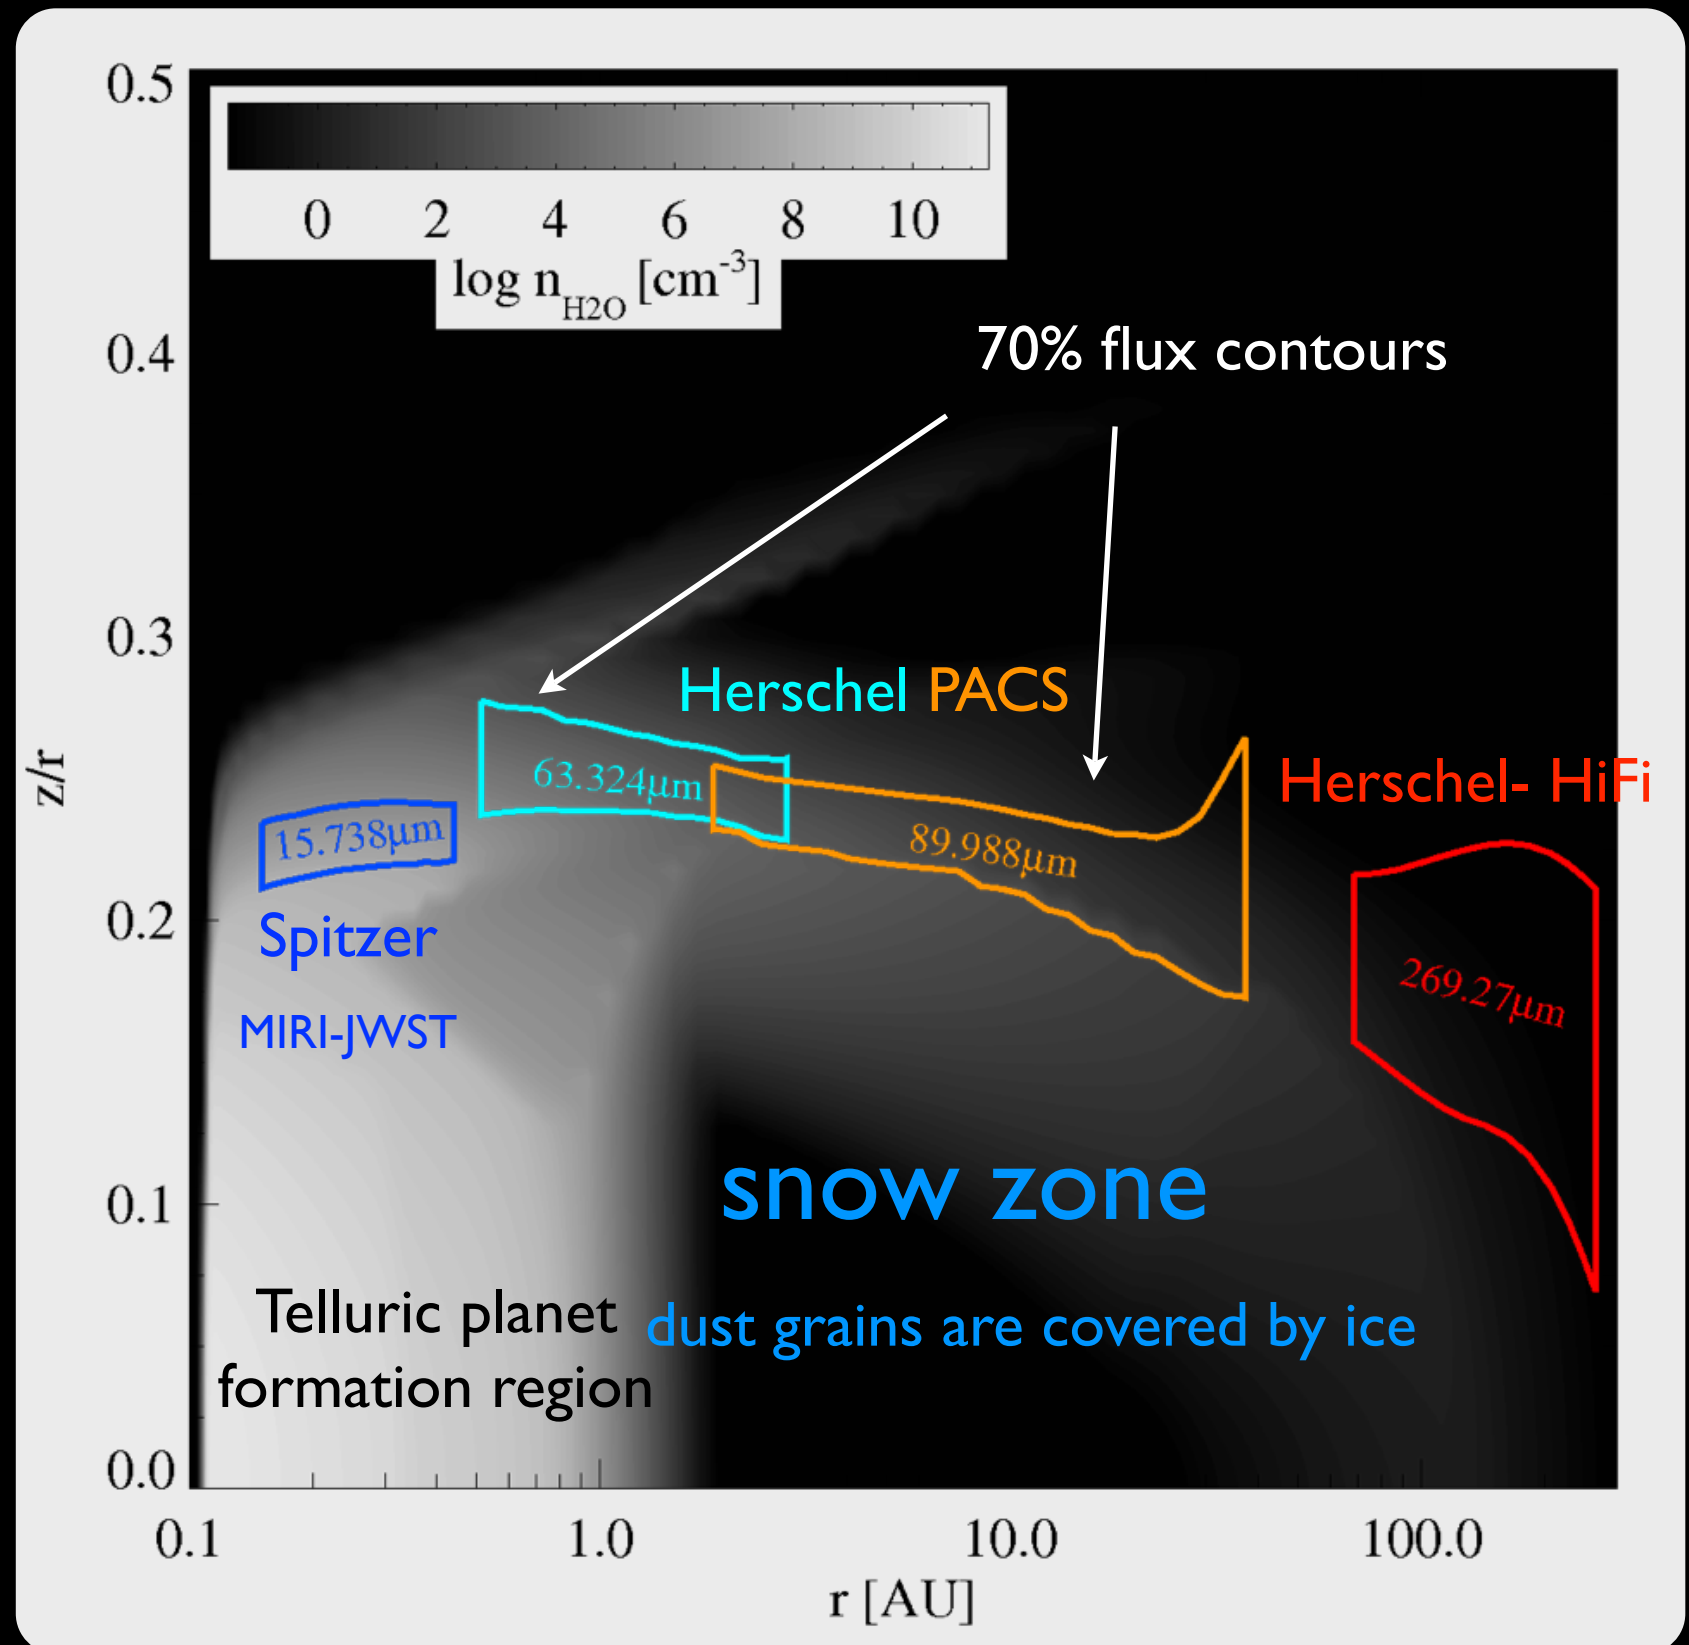 0.5
0 2 4 6 8 10
log n_H2O [cm^-3]
0.4
70% flux contours
0.3
Herschel PACS
z/r
63.324μm
Herschel- HiFi
15.738μm
89.988μm
0.2
Spitzer
269.27μm
MIRI-JWST
snow zone
0.1
Telluric planet
formation region
dust grains are covered by ice
0.0
0.1 1.0 10.0 100.0
r [AU]